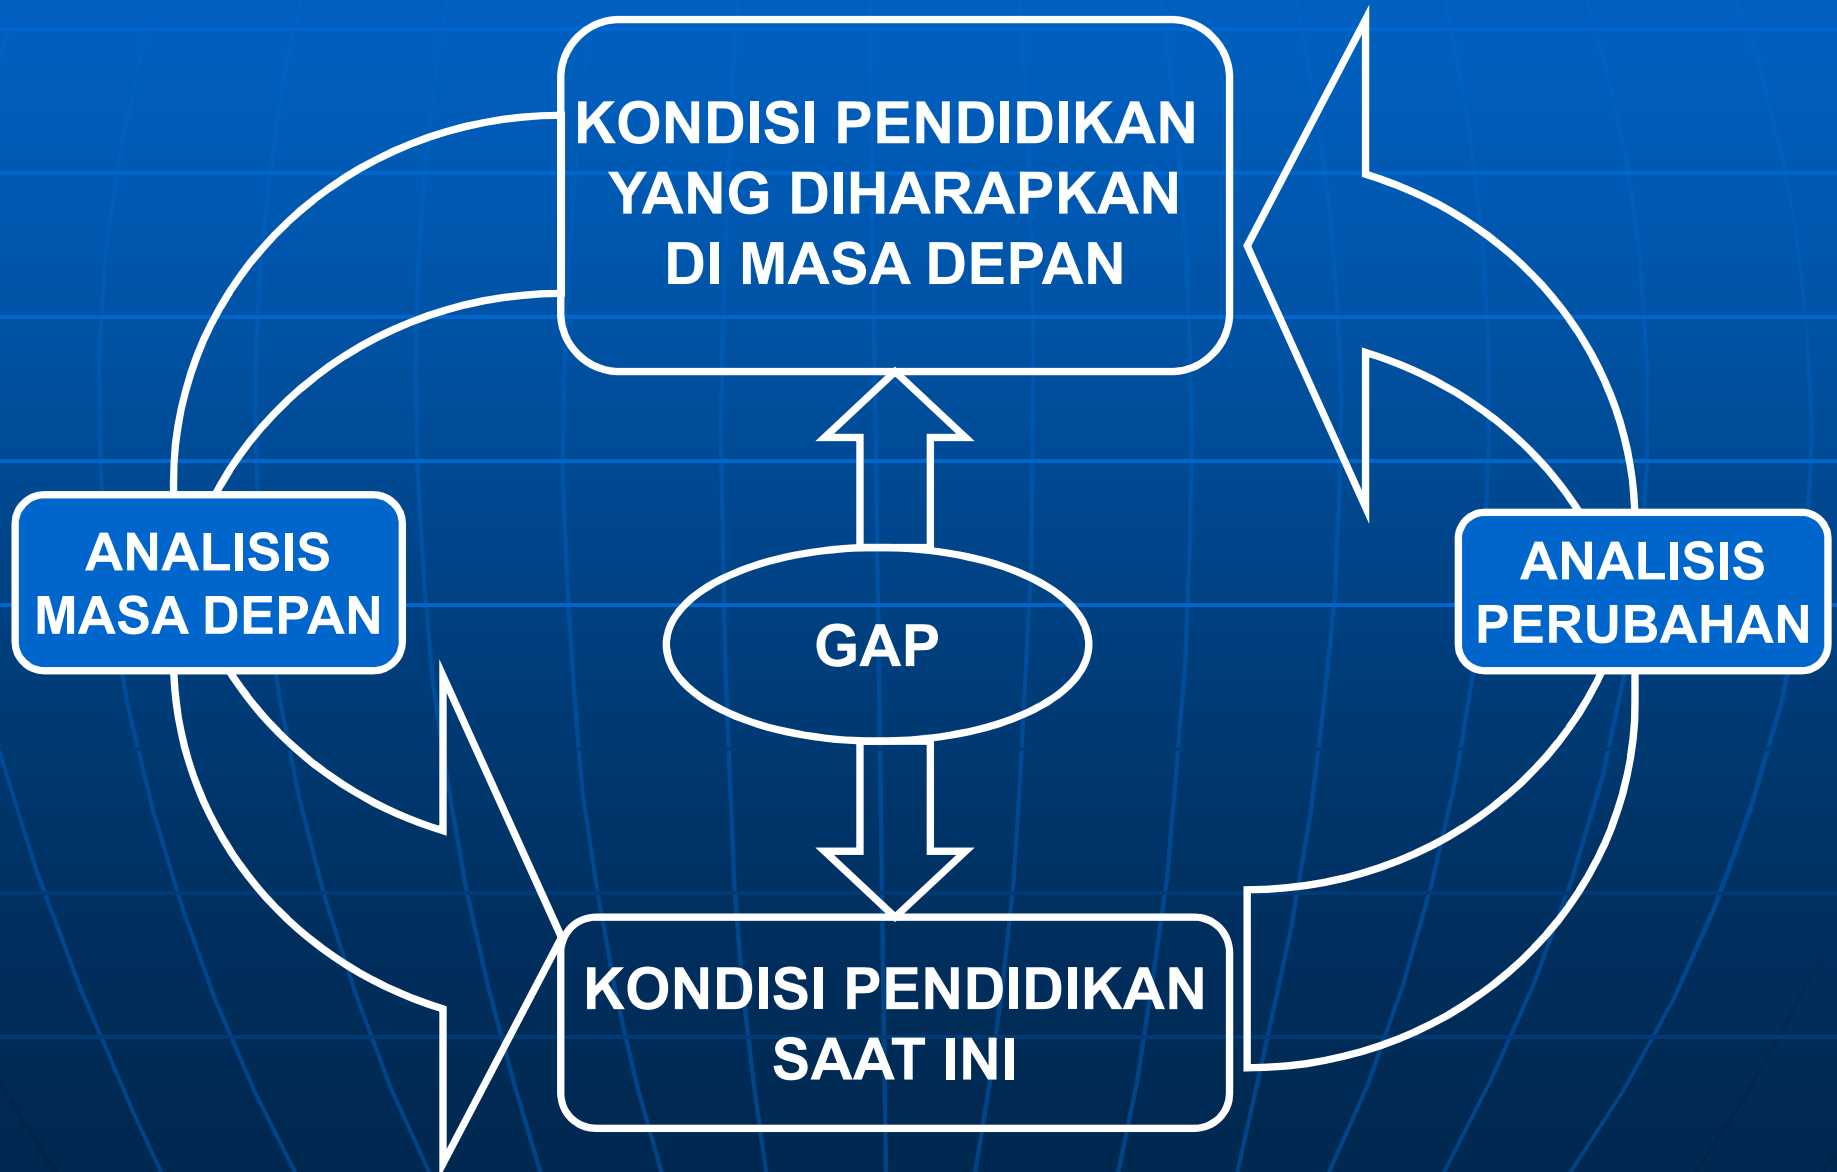 KONDISI PENDIDIKAN
YANG DIHARAPKAN
DI MASA DEPAN
ANALISIS
MASA DEPAN
GAP
ANALISIS
PERUBAHAN
KONDISI PENDIDIKAN
SAAT INI